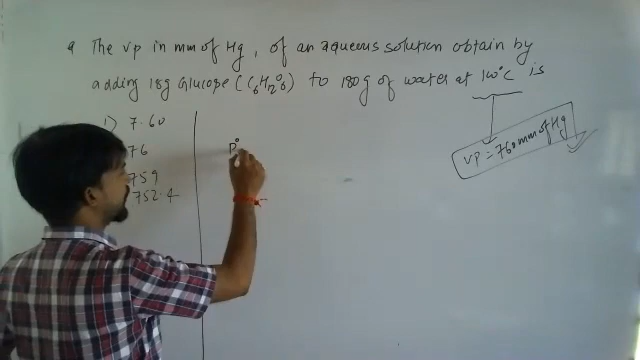 Q The VP in mm of Hg, of an aqueous solution obtain by
adding 18g Glucose (C6H12O6) to 180g of water at 100°C is
1) 7.60
76
759
752.4
P°
VP = 760 mm of Hg